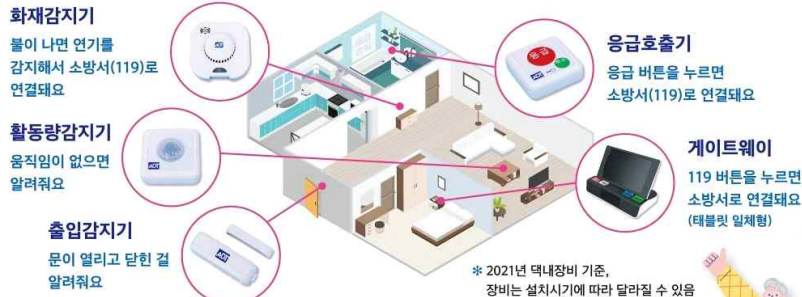 화재감지기
불이 나면 연기를
감지해서 소방서(119)로
연결돼요
활동량감지기
움직임이 없으면
알려줘요
출입감지기
문이 열리고 닫힌 걸
알려줘요
응급호출기
응급 버튼을 누르면
소방서(119)로 연결돼요
게이트웨이
119 버튼을 누르면
소방서로 연결돼요
(태블릿 일체형)
* 2021년 댁내장비 기준,
장비는 설치시기에 따라 달라질 수 있음
ADT
ADT
ADT
응급
ADT